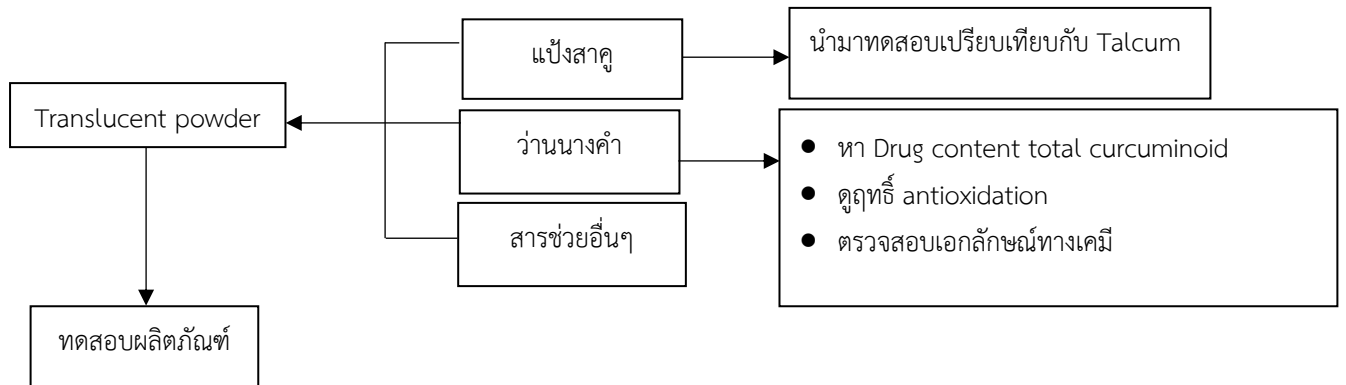 แป้งสาคู
นำมาทดสอบเปรียบเทียบกับ Talcum
Translucent powder
ว่านนางคำ
● หา Drug content total curcuminoid
● ดูฤทธิ์ antioxidation
● ตรวจสอบเอกลักษณ์ทางเคมี
สารช่วยอื่นๆ
ทดสอบผลิตภัณฑ์